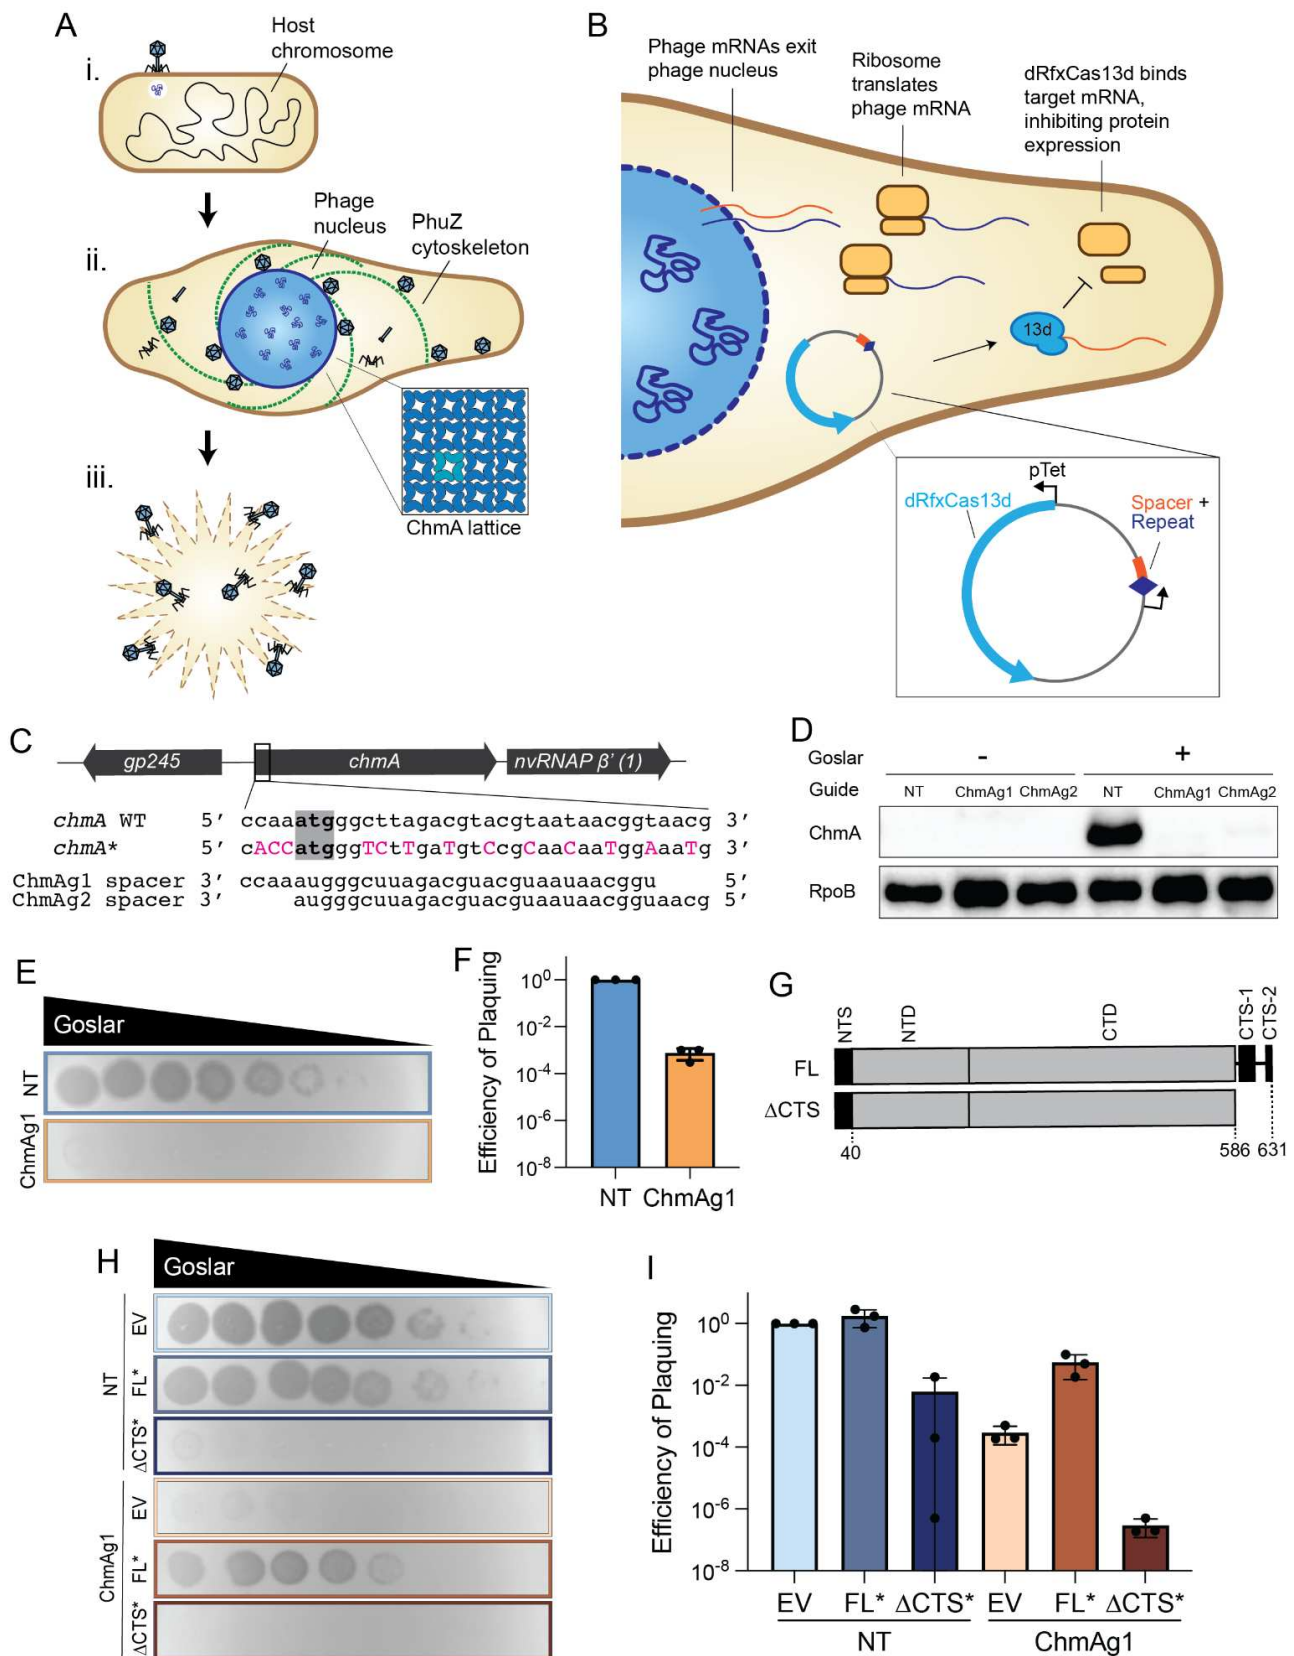 A
Host
chromosome
i.
Phage
nucleus
PhuZ
cytoskeleton
ii.
iii.
ChmA lattice
B
Phage mRNAs exit
phage nucleus
Ribosome
translates
phage mRNA
dRfxCas13d binds
target mRNA,
inhibiting protein
expression
13d
pTet
dRfxCas13d
Spacer +
Repeat
C
gp245
chmA
nvRNAP β’ (1)
chmA WT 5’ ccaaatgggcttagacgtacgtaataacggtaacg 3’
chmA* 5’ cACCatgggTCtTgaTgtCcgCaaCaaTggAaaTg 3’
ChmAg1 spacer 3’ ccaaaugggcuuagacguacguaauaacggu 5’
ChmAg2 spacer 3’ augggcuuagacguacguaauaacgguaacg 5’
D
Goslar - +
Guide NT ChmAg1 ChmAg2 NT ChmAg1 ChmAg2
ChmA
RpoB
E
Goslar
NT
ChmAg1
F
Efficiency of Plaquing
10⁰
10⁻²
10⁻⁴
10⁻⁶
10⁻⁸
NT ChmAg1
G
NTS
NTD
CTD
CTS-1
CTS-2
FL
ΔCTS
40
586
631
H
Goslar
NT
EV
FL*
ΔCTS*
ChmAg1
EV
FL*
ΔCTS*
I
Efficiency of Plaquing
10⁰
10⁻²
10⁻⁴
10⁻⁶
10⁻⁸
EV FL* ΔCTS* EV FL* ΔCTS*
NT ChmAg1